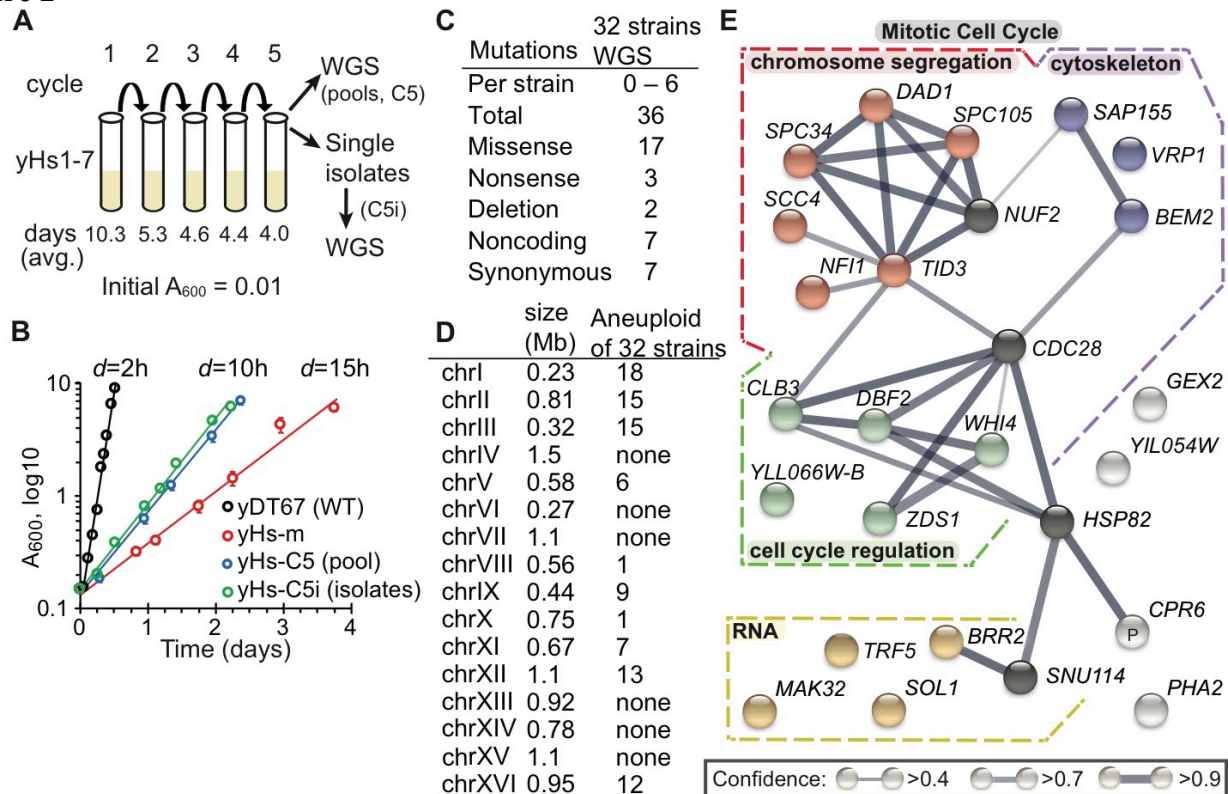 A
cycle
1 2 3 4 5
yHs1-7
days (avg.)
10.3 5.3 4.6 4.4 4.0
Initial A600 = 0.01
WGS
(pools, C5)
Single
isolates
(C5i)
WGS
B
d=2h d=10h d=15h
A600, log10
10
1
0.1
0 1 2 3 4
Time (days)
yDT67 (WT)
yHs-m
yHs-C5 (pool)
yHs-C5i (isolates)
C
Mutations 32 strains WGS
Per strain 0 – 6
Total 36
Missense 17
Nonsense 3
Deletion 2
Noncoding 7
Synonymous 7
D
size (Mb) Aneuploid of 32 strains
chrI 0.23 18
chrII 0.81 15
chrIII 0.32 15
chrIV 1.5 none
chrV 0.58 6
chrVI 0.27 none
chrVII 1.1 none
chrVIII 0.56 1
chrIX 0.44 9
chrX 0.75 1
chrXI 0.67 7
chrXII 1.1 13
chrXIII 0.92 none
chrXIV 0.78 none
chrXV 1.1 none
chrXVI 0.95 12
E
Mitotic Cell Cycle
chromosome segregation
cytoskeleton
DAD1
SPC105
SAP155
SPC34
VRP1
SCC4
NUF2
BEM2
NFI1
TID3
CDC28
CLB3
DBF2
GEX2
WHI4
YIL054W
YLL066W-B
ZDS1
HSP82
cell cycle regulation
CPR6
P
RNA
BRR2
TRF5
SNU114
MAK32
SOL1
PHA2
Confidence: >0.4 >0.7 >0.9